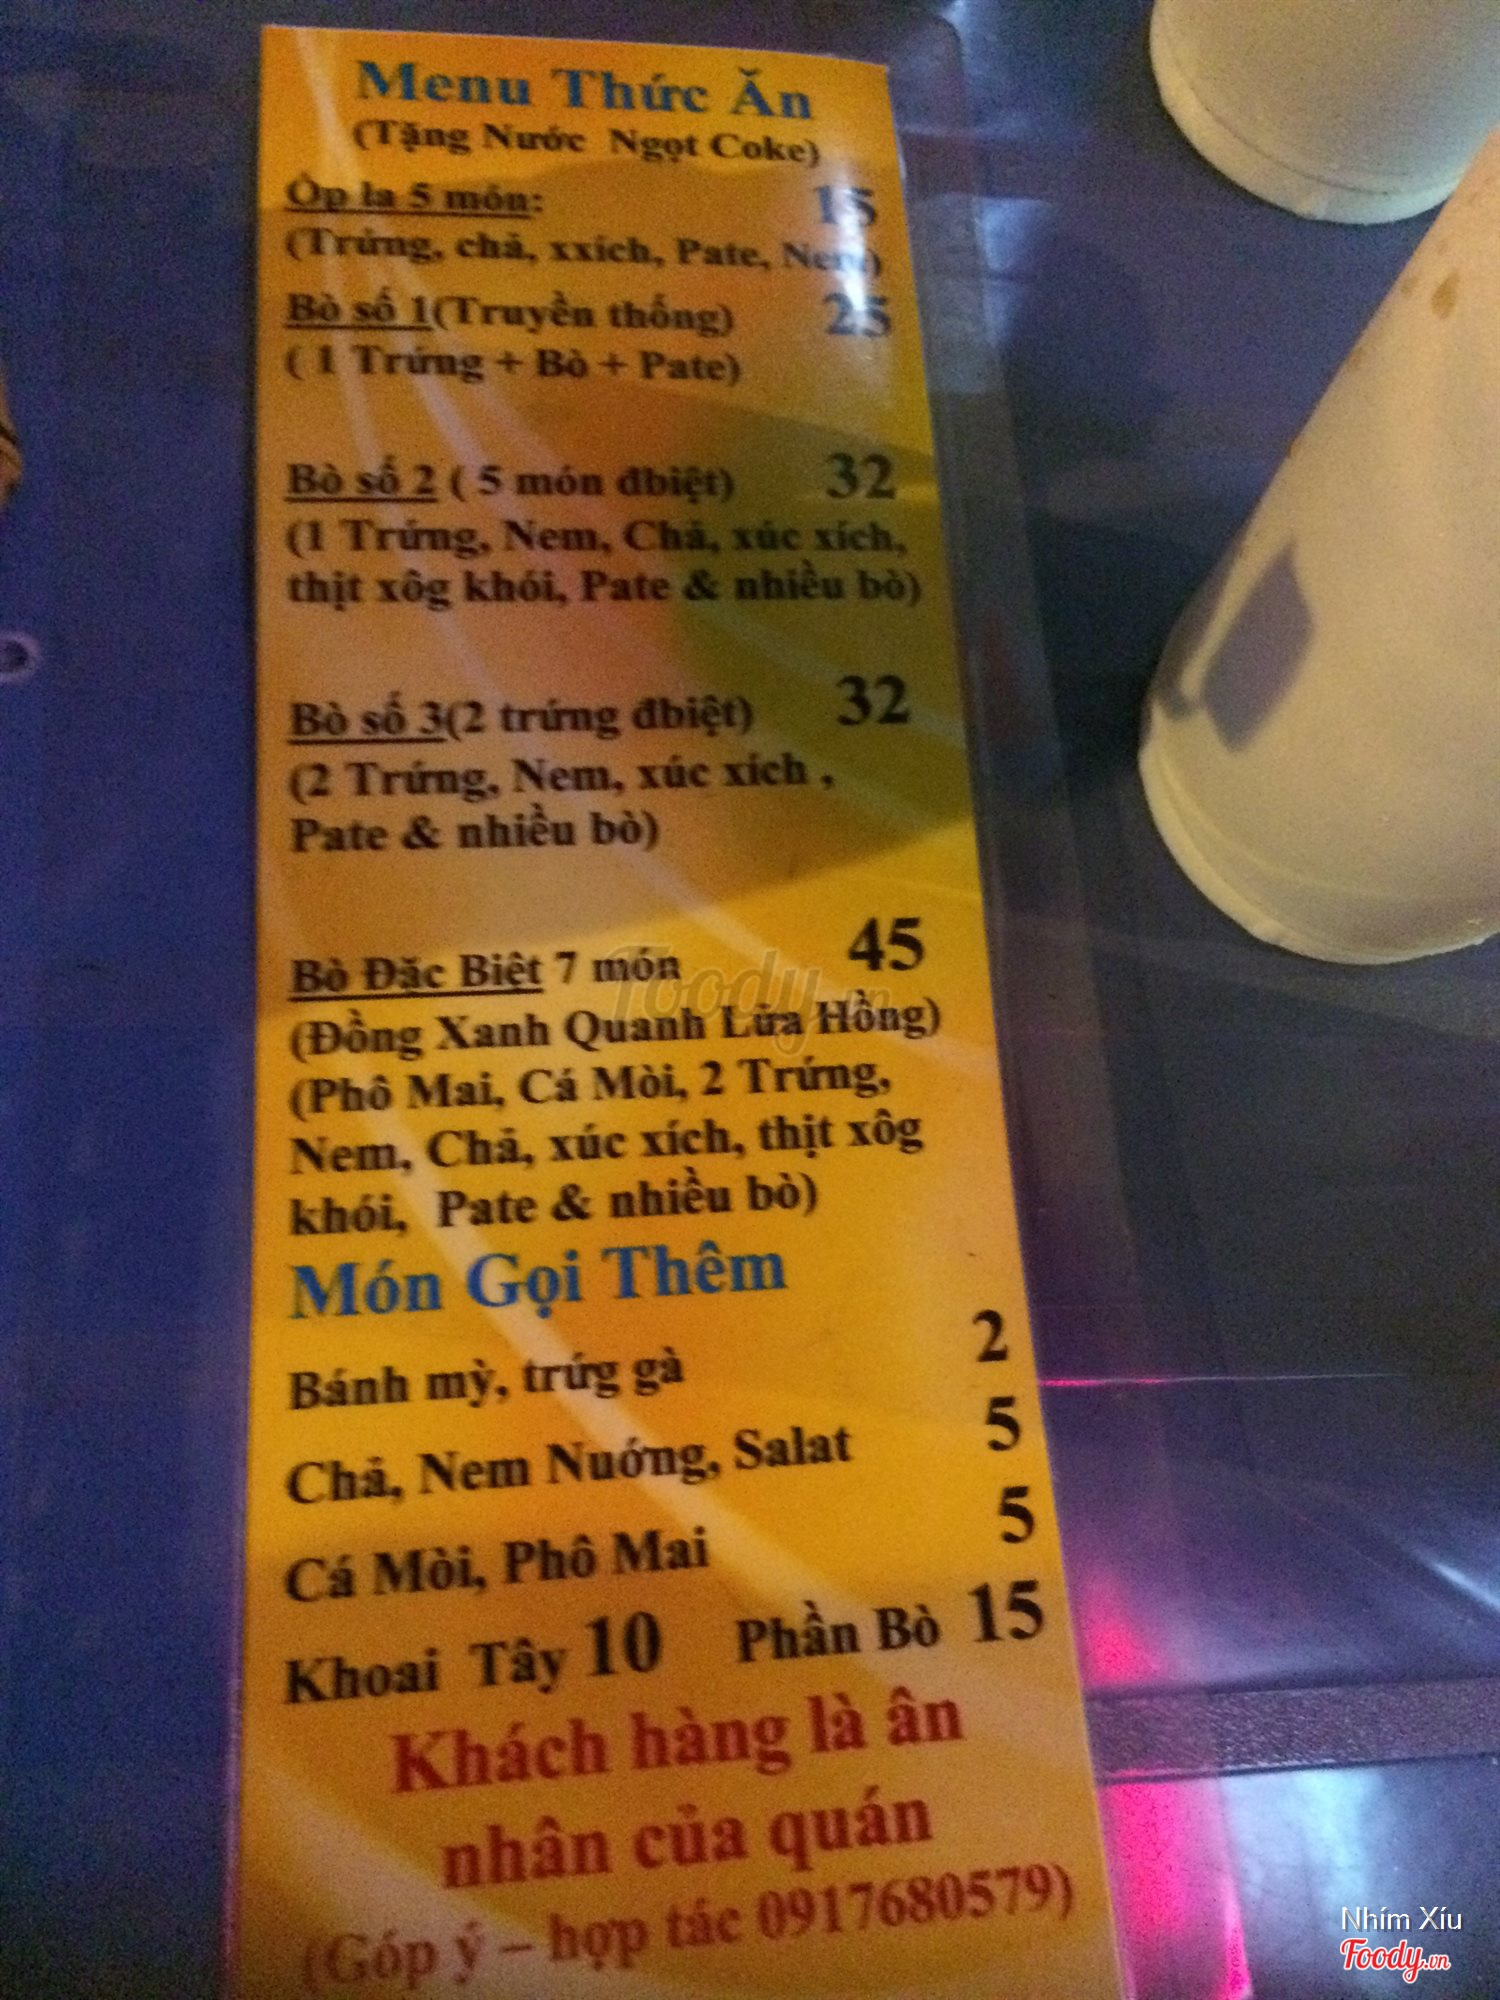 Menu Thức Ăn
(Tặng Nước Ngọt Coke)
Ốp la 5 món: 15
(Trứng, chả, xxích, Pate, Nem)
Bò số 1(Truyền thống) 25
( 1 Trứng + Bò + Pate)
Bò số 2 ( 5 món đbiệt) 32
(1 Trứng, Nem, Chả, xúc xích,
thịt xôg khói, Pate & nhiều bò)
Bò số 3(2 trứng đbiệt) 32
(2 Trứng, Nem, xúc xích ,
Pate & nhiều bò)
Bò Đặc Biệt 7 món 45
(Đồng Xanh Quanh Lửa Hồng)
(Phô Mai, Cá Mòi, 2 Trứng,
Nem, Chả, xúc xích, thịt xôg
khói, Pate & nhiều bò)
Món Gọi Thêm
Bánh mỳ, trứg gà 2
Chả, Nem Nướng, Salat 5
Cá Mòi, Phô Mai 5
Khoai Tây 10 Phần Bò 15
Khách hàng là ân
nhân của quán
(Góp ý – hợp tác 0917680579)
Foody.vn
Nhím Xíu
Foody.vn